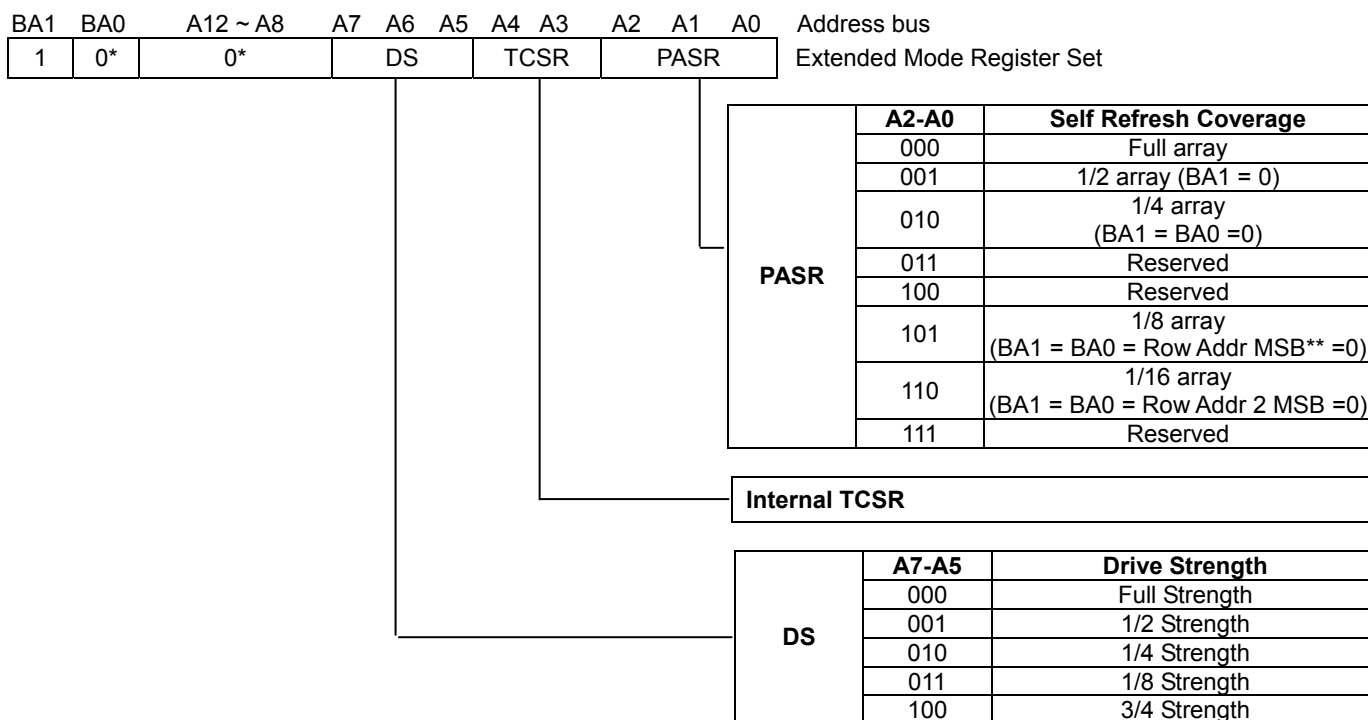 BA1 BA0 A12 ~ A8 A7 A6 A5 A4 A3 A2 A1 A0 Address bus
1 0* 0* DS TCSR PASR Extended Mode Register Set
PASR
A2-A0 Self Refresh Coverage
000 Full array
001 1/2 array (BA1 = 0)
010 1/4 array
(BA1 = BA0 =0)
011 Reserved
100 Reserved
101 1/8 array
(BA1 = BA0 = Row Addr MSB** =0)
110 1/16 array
(BA1 = BA0 = Row Addr 2 MSB =0)
111 Reserved
Internal TCSR
DS
A7-A5 Drive Strength
000 Full Strength
001 1/2 Strength
010 1/4 Strength
011 1/8 Strength
100 3/4 Strength